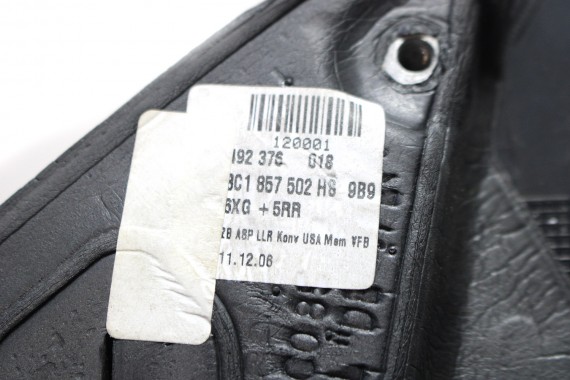 120001
192 376 G18
3C1 857 502 HS 9B9
6XG + 5RR
ZB ASP LLR Konv USA Mem VFB
11.12.06